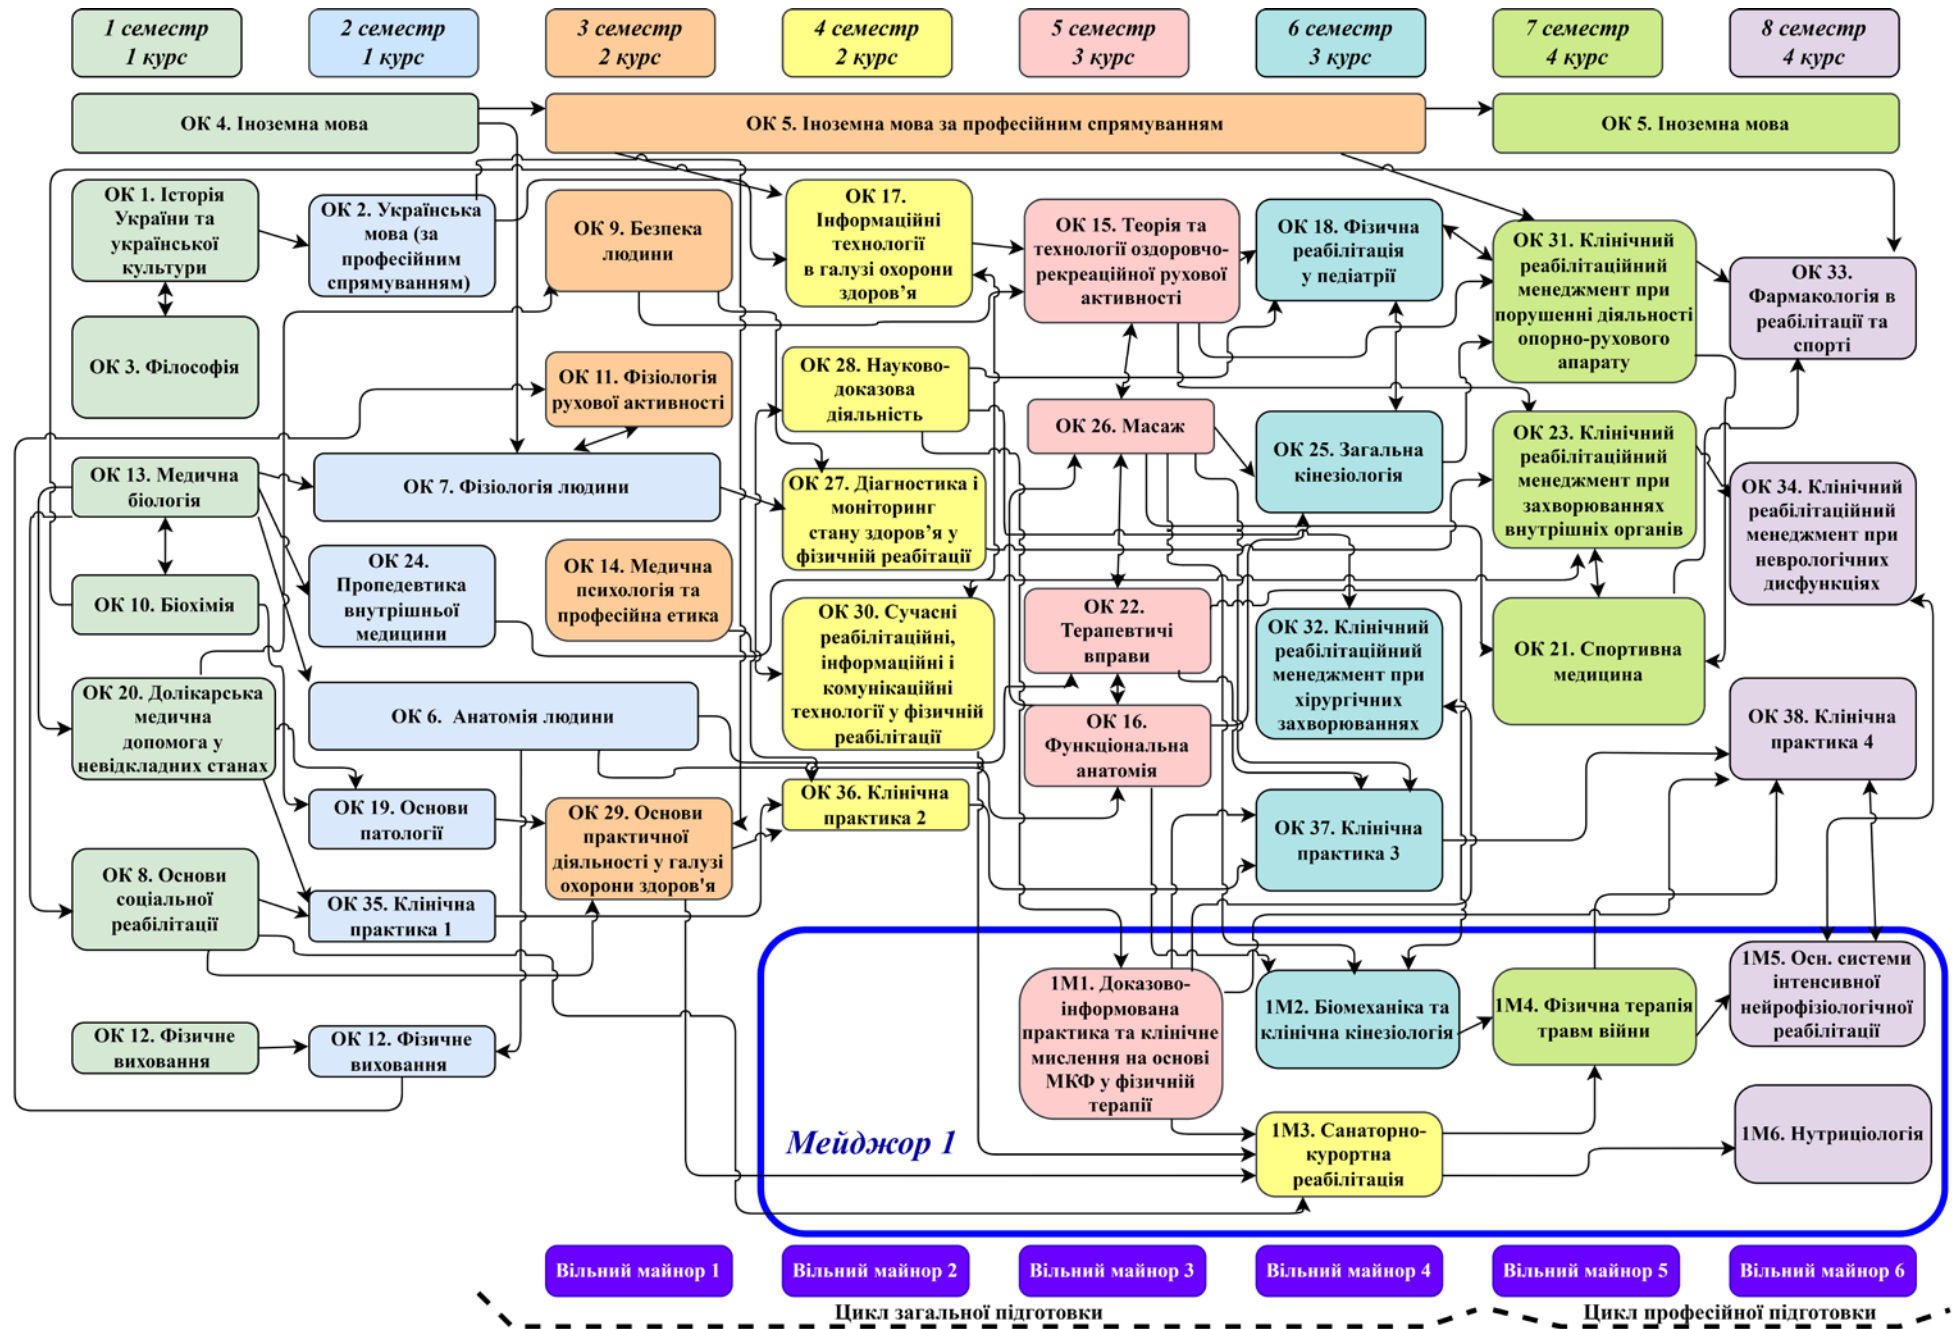 1 семестр
1 курс
2 семестр
1 курс
3 семестр
2 курс
4 семестр
2 курс
5 семестр
3 курс
6 семестр
3 курс
7 семестр
4 курс
8 семестр
4 курс
ОК 4. Іноземна мова
ОК 5. Іноземна мова за професійним спрямуванням
ОК 5. Іноземна мова
ОК 1. Історія
України та
української
культури
ОК 3. Філософія
ОК 13. Медична
біологія
ОК 10. Біохімія
ОК 20. Долікарська
медична
допомога у
невідкладних станах
ОК 8. Основи
соціальної
реабілітації
ОК 12. Фізичне
виховання
ОК 2. Українська
мова (за
професійним
спрямуванням)
ОК 7. Фізіологія людини
ОК 24.
Пропедевтика
внутрішньої
медицини
ОК 6.  Анатомія людини
ОК 19. Основи
патології
ОК 35. Клінічна
практика 1
ОК 12. Фізичне
виховання
ОК 9. Безпека
людини
ОК 11. Фізіологія
рухової активності
ОК 14. Медична
психологія та
професійна етика
ОК 29. Основи
практичної
діяльності у галузі
охорони здоров'я
ОК 17.
Інформаційні
технології
в галузі охорони
здоров’я
ОК 28. Науково-
доказова
діяльність
ОК 27. Діагностика і
моніторинг
стану здоров’я у
фізичній реабітації
ОК 30. Сучасні
реабілітаційні,
інформаційні і
комунікаційні
технології у фізичній
реабілітації
ОК 36. Клінічна
практика 2
ОК 15. Теорія та
технології оздоровчо-
рекреаційної рухової
активності
ОК 26. Масаж
ОК 22.
Терапевтичі
вправи
ОК 16.
Функціональна
анатомія
1М1. Доказово-
інформована
практика та клінічне
мислення на основі
МКФ у фізичній
терапії
ОК 18. Фізична
реабілітація
у педіатрії
ОК 25. Загальна
кінезіологія
ОК 32. Клінічний
реабілітаційний
менеджмент при
хірургічних
захворюваннях
ОК 37. Клінічна
практика 3
1М2. Біомеханіка та
клінічна кінезіологія
1М3. Санаторно-
курортна
реабілітація
ОК 31. Клінічний
реабілітаційний
менеджмент при
порушенні діяльності
опорно-рухового
апарату
ОК 23. Клінічний
реабілітаційний
менеджмент при
захворюваннях
внутрішніх органів
ОК 21. Спортивна
медицина
1М4. Фізична терапія
травм війни
ОК 33.
Фармакологія в
реабілітації та
спорті
ОК 34. Клінічний
реабілітаційний
менеджмент при
неврологічних
дисфункціях
ОК 38. Клінічна
практика 4
1М5. Осн. системи
інтенсивної
нейрофізіологічної
реабілітації
1М6. Нутриціологія
Мейджор 1
Вільний майнор 1
Вільний майнор 2
Вільний майнор 3
Вільний майнор 4
Вільний майнор 5
Вільний майнор 6
Цикл загальної підготовки
Цикл професійної підготовки